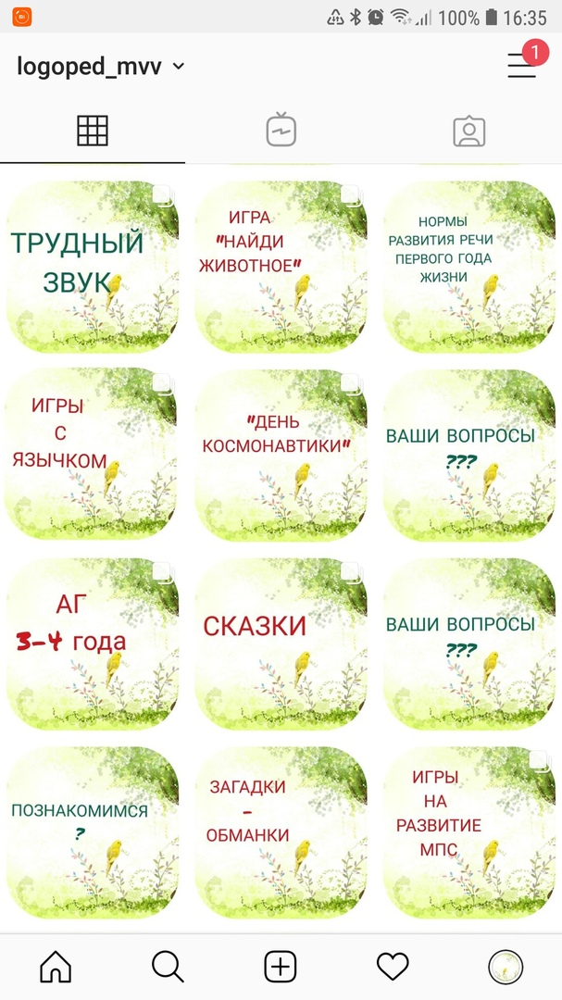 100% 16:35
logoped_mvv
1
ТРУДНЫЙ
ЗВУК
ИГРА
"НАЙДИ
ЖИВОТНОЕ"
НОРМЫ
РАЗВИТИЯ РЕЧИ
ПЕРВОГО ГОДА
ЖИЗНИ
ИГРЫ
С
ЯЗЫЧКОМ
"ДЕНЬ
КОСМОНАВТИКИ"
ВАШИ ВОПРОСЫ
???
АГ
3-4 года
СКАЗКИ
ВАШИ ВОПРОСЫ
???
ПОЗНАКОМИМСЯ
?
ЗАГАДКИ
-
ОБМАНКИ
ИГРЫ
НА
РАЗВИТИЕ
МПС